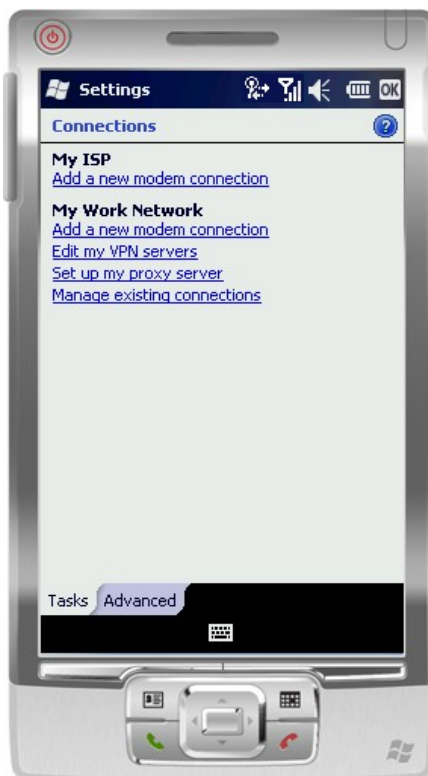 Settings
OK
Connections
?
My ISP
Add a new modem connection
My Work Network
Add a new modem connection
Edit my VPN servers
Set up my proxy server
Manage existing connections
Tasks
Advanced